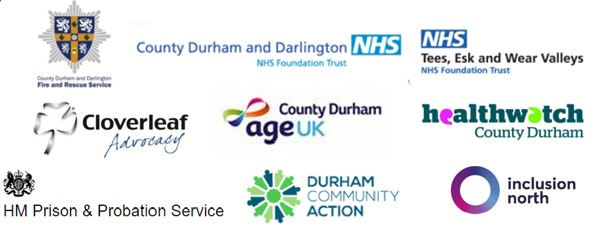 County Durham and Darlington
Fire and Rescue Service
County Durham and Darlington NHS
NHS Foundation Trust
NHS
Tees, Esk and Wear Valleys
NHS Foundation Trust
Cloverleaf
Advocacy
County Durham
age UK
healthwatch
County Durham
HM Prison & Probation Service
DURHAM
COMMUNITY
ACTION
inclusion
north